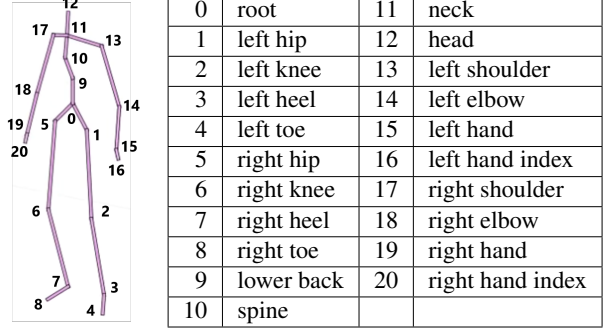 12
17 11 13
10
9
18 14
19 5 0 1 15
20 16
6 2
7 3
8 4
0 root 11 neck
1 left hip 12 head
2 left knee 13 left shoulder
3 left heel 14 left elbow
4 left toe 15 left hand
5 right hip 16 left hand index
6 right knee 17 right shoulder
7 right heel 18 right elbow
8 right toe 19 right hand
9 lower back 20 right hand index
10 spine